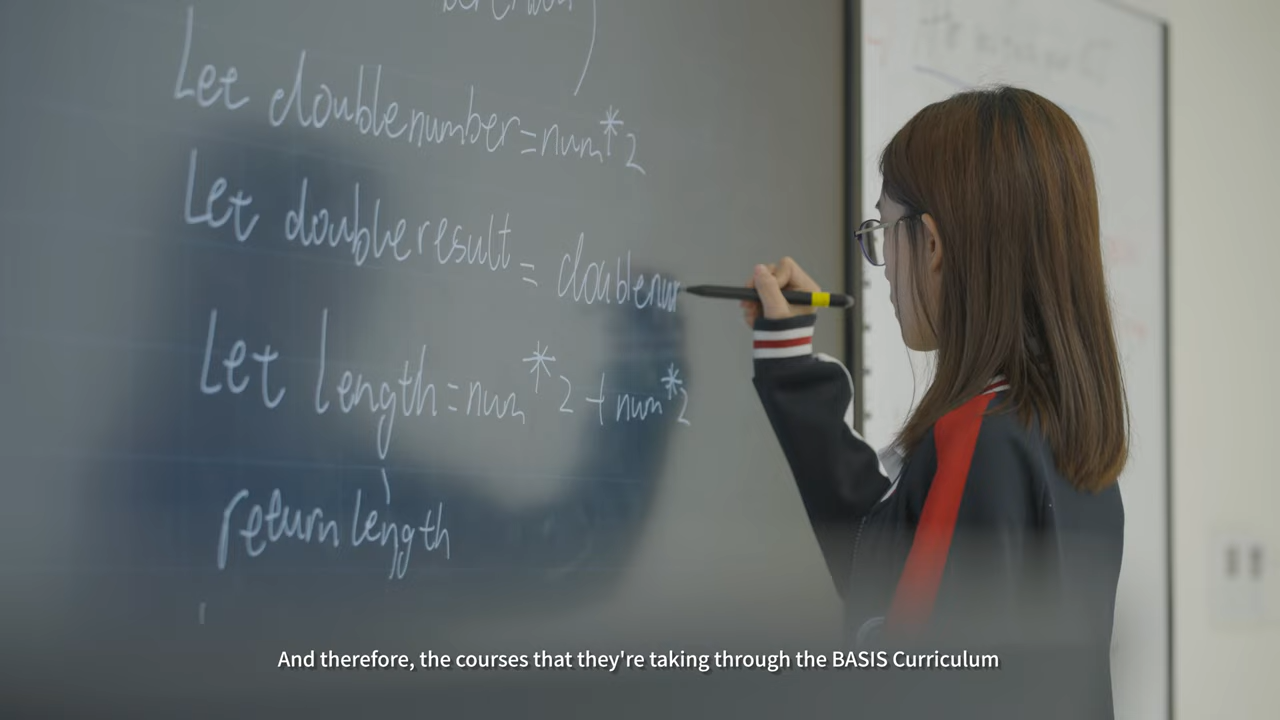 Let doublenumber=num*2
Let doubleresult = doublenum
Let length=num*2+num*2
return length
And therefore, the courses that they're taking through the BASIS Curriculum